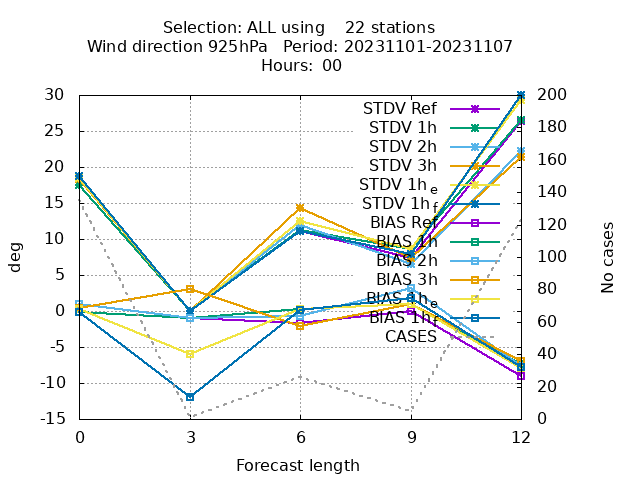 Selection: ALL using    22 stations
Wind direction 925hPa   Period: 20231101-20231107
Hours: 00
30
25
20
15
10
5
0
-5
-10
-15
deg
200
180
160
140
120
100
80
60
40
20
0
No cases
STDV Ref
STDV 1h
STDV 2h
STDV 3h
STDV 1h_e
STDV 1h_f
BIAS Ref
BIAS 1h
BIAS 2h
BIAS 3h
BIAS 1h_e
BIAS 1h_f
CASES
0 3 6 9 12
Forecast length